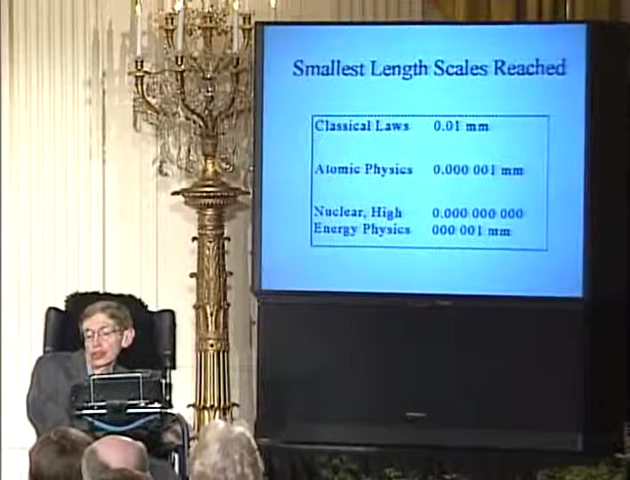 Smallest Length Scales Reached
Classical Laws 0.01 mm
Atomic Physics 0.000 001 mm
Nuclear, High 0.000 000 000
Energy Physics 000 001 mm